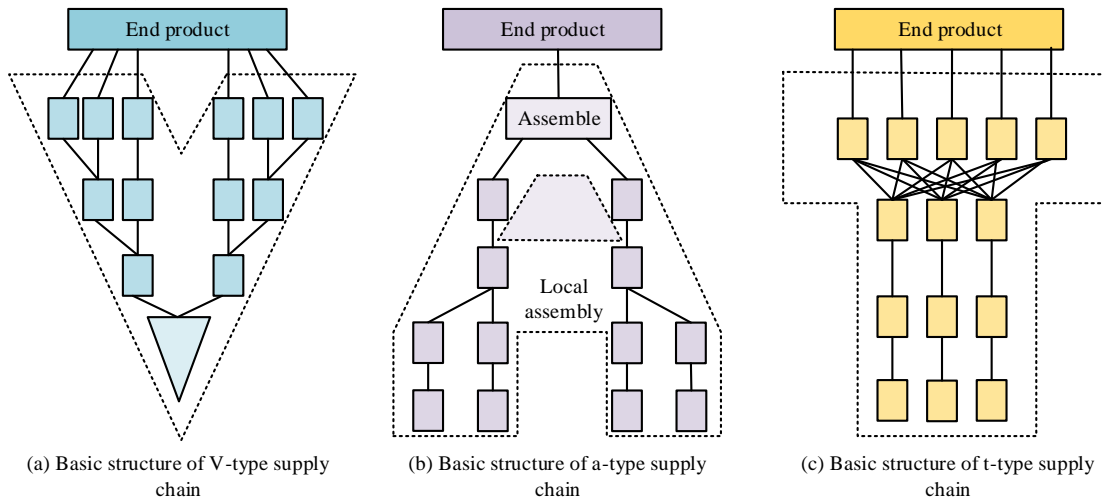 End product
End product
End product
Assemble
Local
assembly
(a) Basic structure of V-type supply
chain
(b) Basic structure of a-type supply
chain
(c) Basic structure of t-type supply
chain